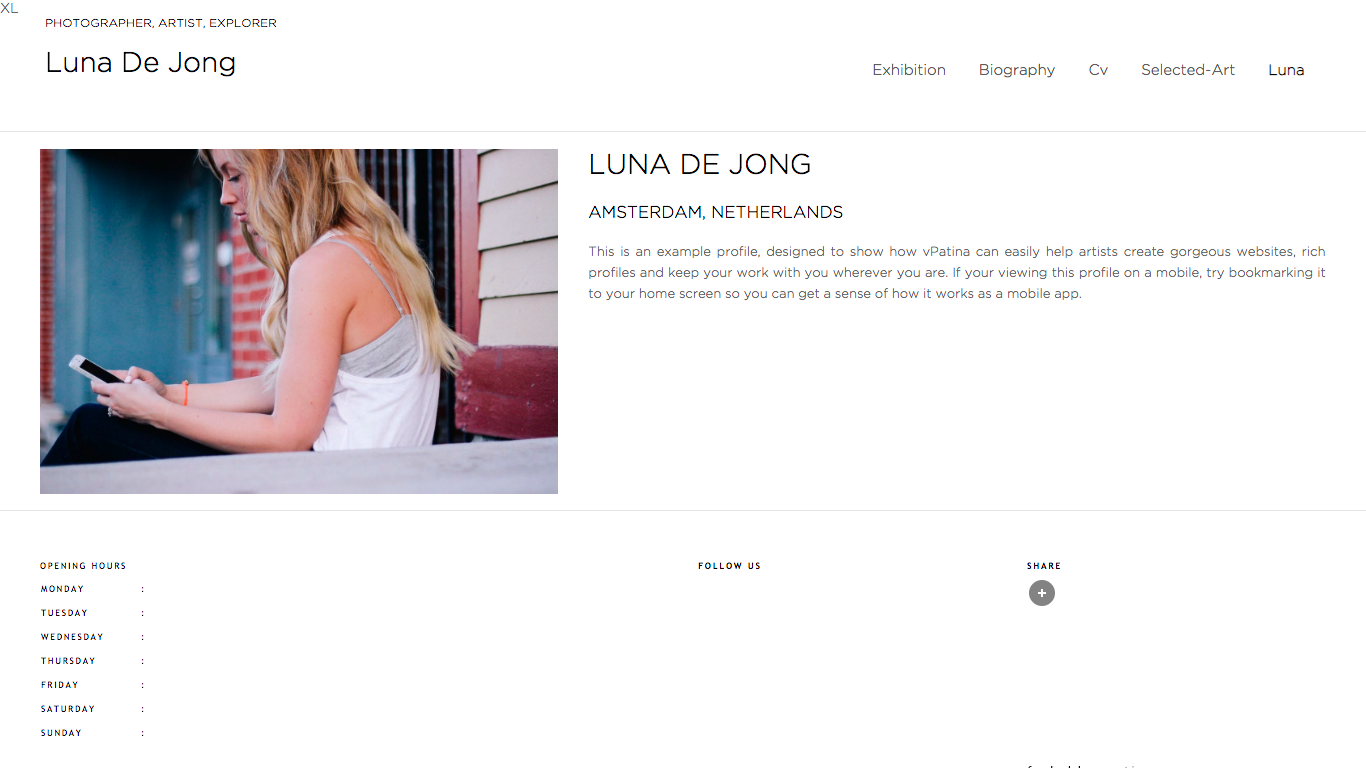 XL
PHOTOGRAPHER, ARTIST, EXPLORER
Luna De Jong
Exhibition Biography Cv Selected-Art Luna
LUNA DE JONG
AMSTERDAM, NETHERLANDS
This is an example profile, designed to show how vPatina can easily help artists create gorgeous websites, rich
profiles and keep your work with you wherever you are. If your viewing this profile on a mobile, try bookmarking it
to your home screen so you can get a sense of how it works as a mobile app.
OPENING HOURS
MONDAY :
TUESDAY :
WEDNESDAY :
THURSDAY :
FRIDAY :
SATURDAY :
SUNDAY :
FOLLOW US
SHARE
+